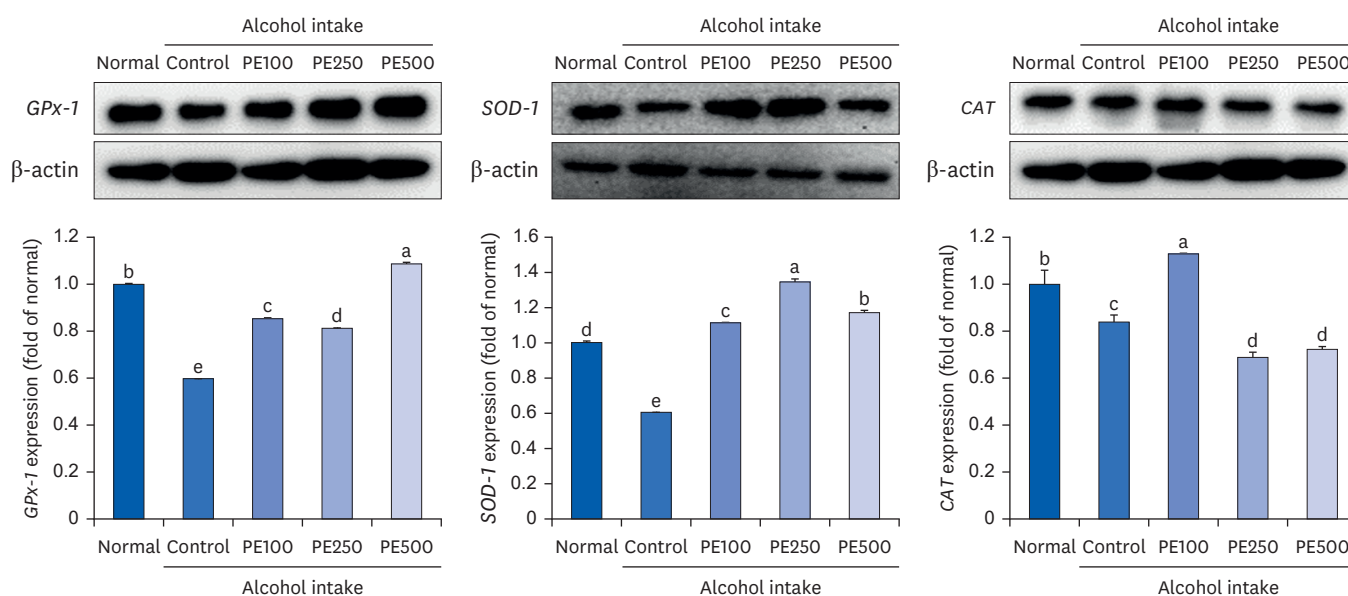 Alcohol intake
Normal Control PE100 PE250 PE500
GPx-1
β-actin
GPx-1 expression (fold of normal)
1.2
1.0
0.8
0.6
0.4
0.2
0
b
e
c
d
a
Normal Control PE100 PE250 PE500
Alcohol intake
Alcohol intake
Normal Control PE100 PE250 PE500
SOD-1
β-actin
SOD-1 expression (fold of normal)
1.6
1.4
1.2
1.0
0.8
0.6
0.4
0.2
0
d
e
c
a
b
Normal Control PE100 PE250 PE500
Alcohol intake
Alcohol intake
Normal Control PE100 PE250 PE500
CAT
β-actin
CAT expression (fold of normal)
1.2
1.0
0.8
0.6
0.4
0.2
0
b
c
a
d
d
Normal Control PE100 PE250 PE500
Alcohol intake